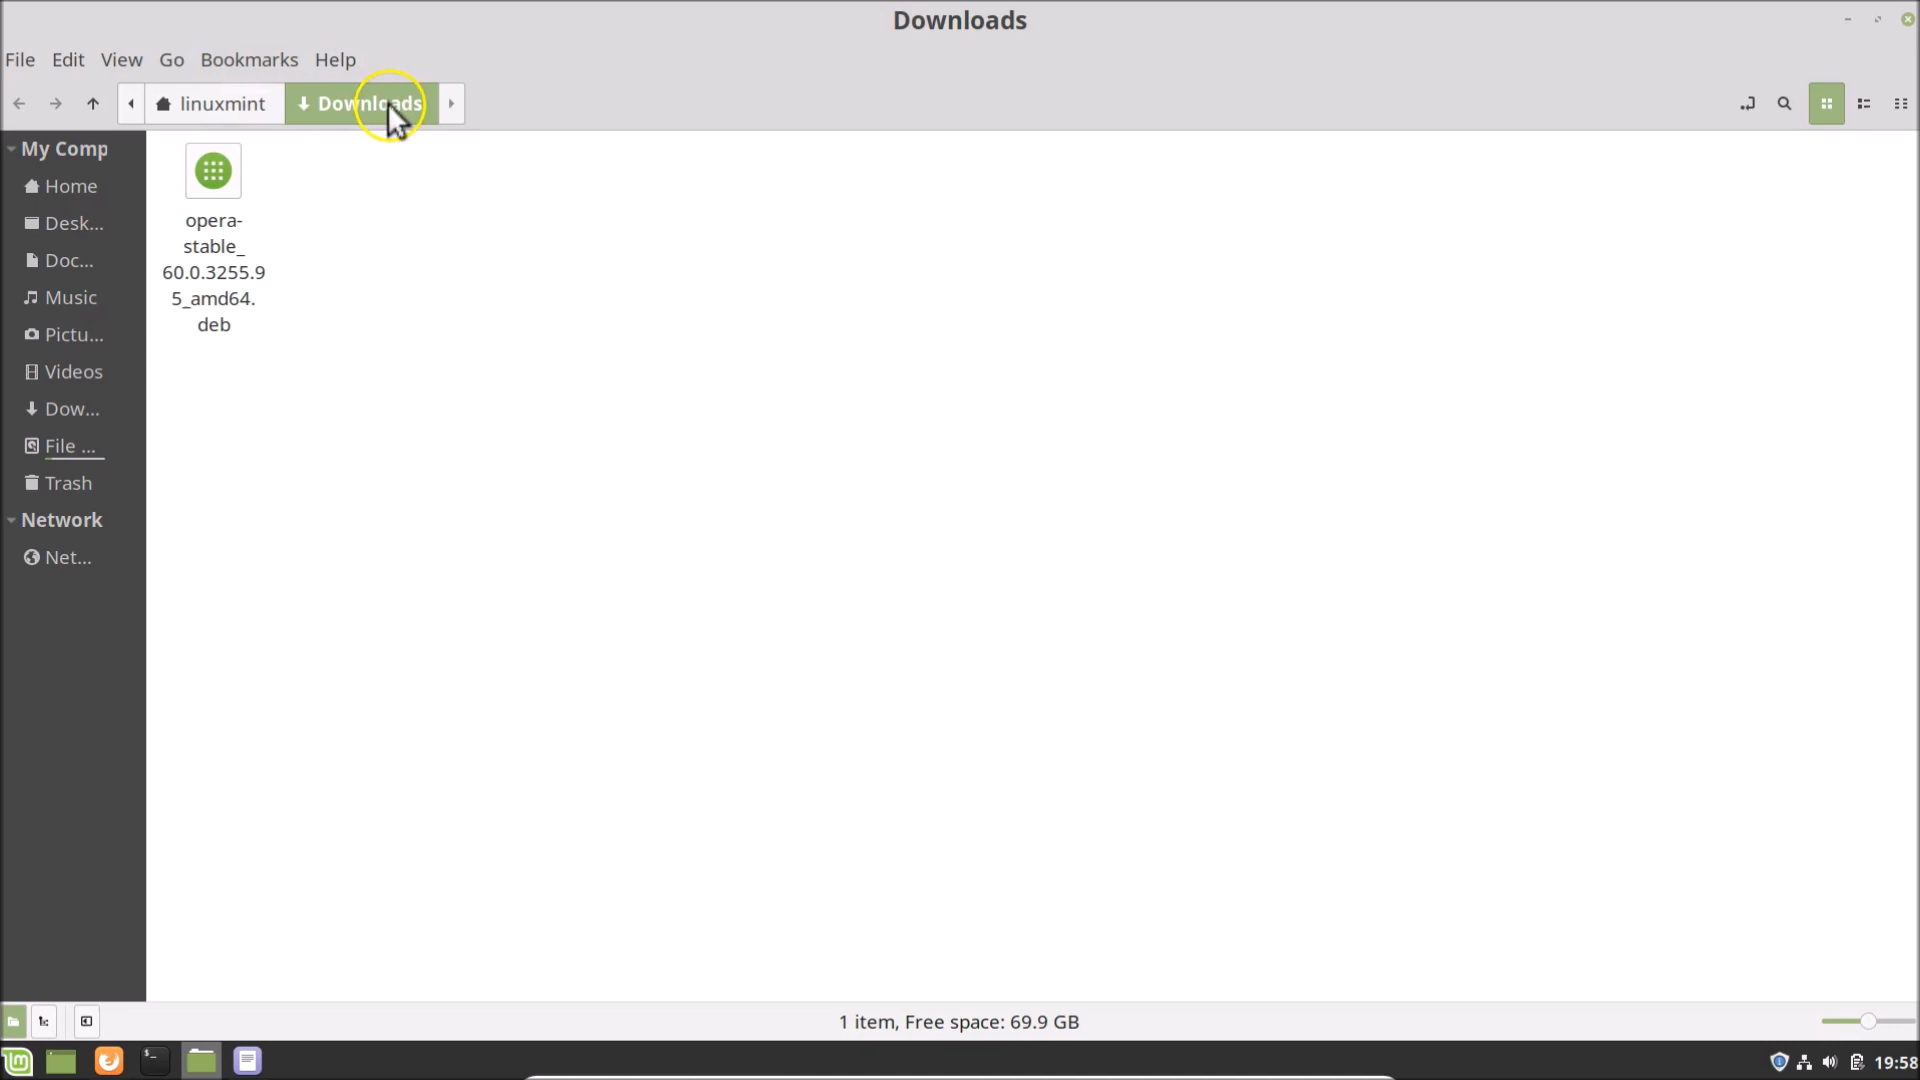 Downloads
File Edit View Go Bookmarks Help
linuxmint Downloads
My Comp
Home
Desk...
Doc...
Music
Pictu...
Videos
Dow...
File ...
Trash
Network
Net...
opera-
stable_
60.0.3255.9
5_amd64.
deb
1 item, Free space: 69.9 GB
19:58